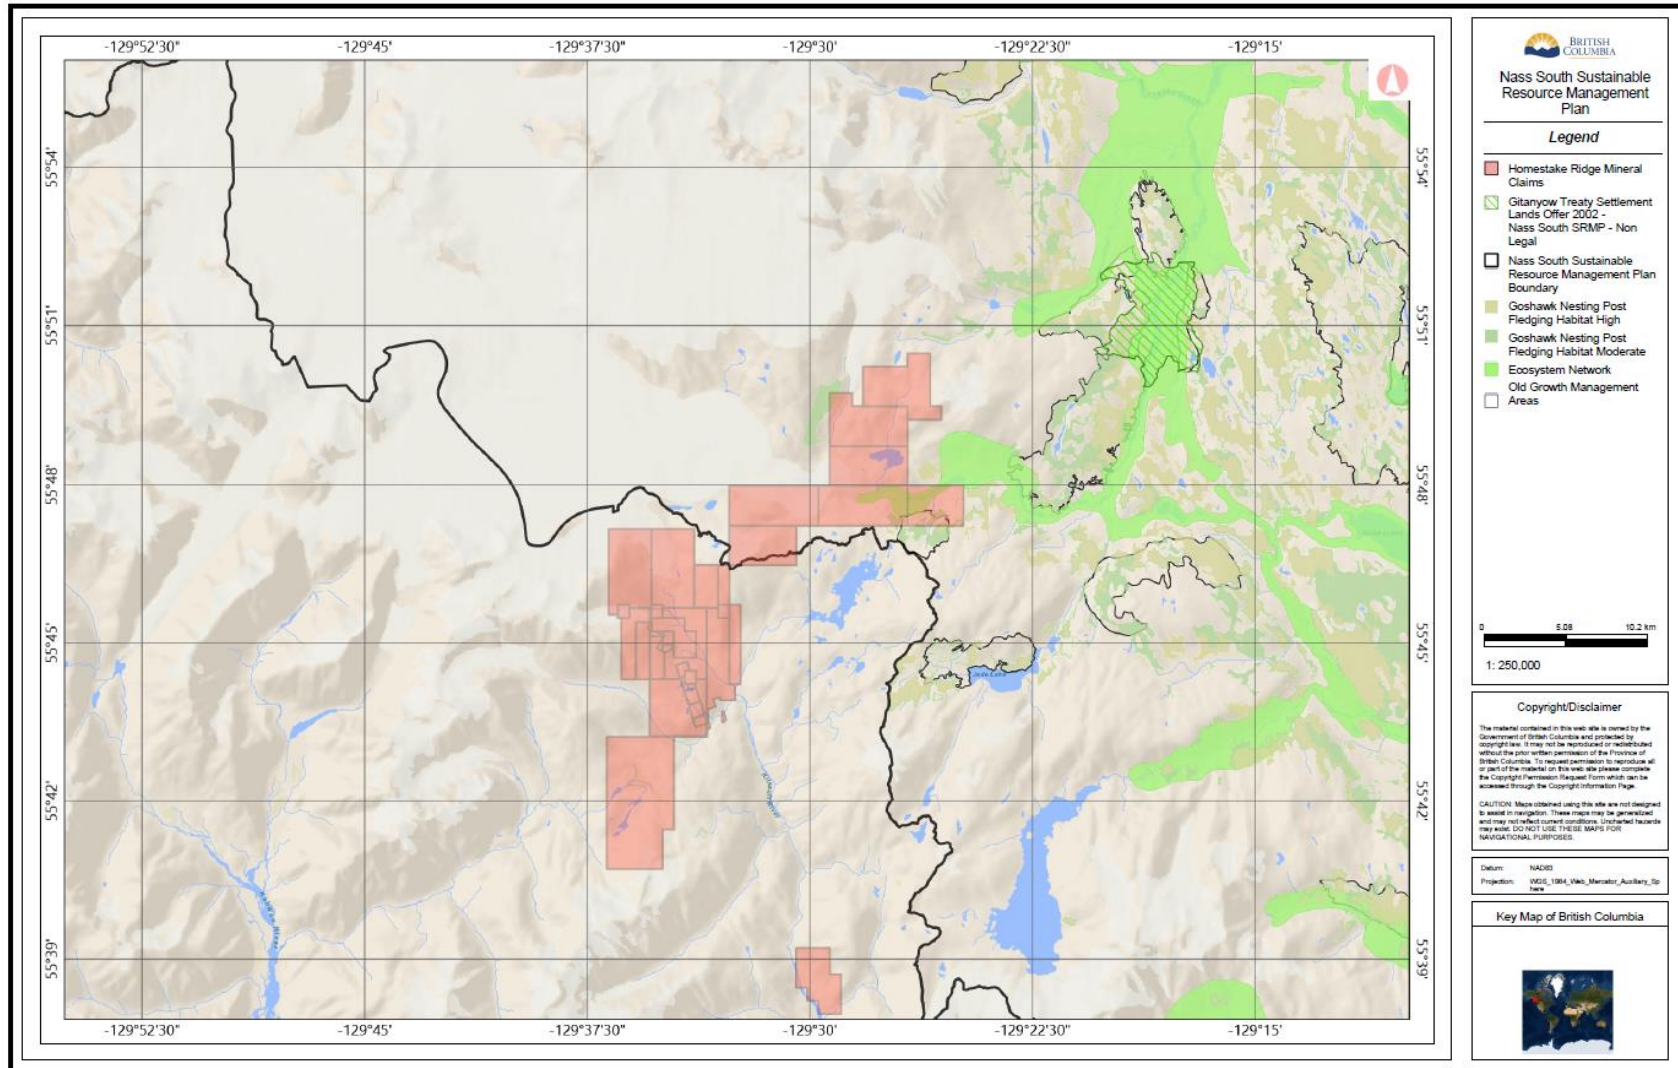 -129°52'30"
-129°45'
-129°37'30"
-129°30'
-129°22'30"
-129°15'
55°54'
55°51'
55°48'
55°45'
55°42'
55°39'
55°54'
55°51'
55°48'
55°45'
55°42'
55°39'
Jade Lake
Kitsault River
-129°52'30"
-129°45'
-129°37'30"
-129°30'
-129°22'30"
-129°15'
BRITISH
COLUMBIA
Nass South Sustainable
Resource Management
Plan
Legend
Homestake Ridge Mineral
Claims
Gitanyow Treaty Settlement
Lands Offer 2002 -
Nass South SRMP - Non
Legal
Nass South Sustainable
Resource Management Plan
Boundary
Goshawk Nesting Post
Fledging Habitat High
Goshawk Nesting Post
Fledging Habitat Moderate
Ecosystem Network
Old Growth Management
Areas
0 5.08 10.2 km
1: 250,000
Copyright/Disclaimer
The material contained in this web site is owned by the
Government of British Columbia and protected by
copyright law. It may not be reproduced or redistributed
without the prior written permission of the Province of
British Columbia. To request permission to reproduce all
or part of the material on this web site please complete
the Copyright Permission Request Form which can be
accessed through the Copyright Information Page.
CAUTION: Maps obtained using this site are not designed
to assist in navigation. These maps may be generalized
and may not reflect current conditions. Uncharted hazards
may exist. DO NOT USE THESE MAPS FOR
NAVIGATIONAL PURPOSES.
Datum: NAD83
Projection: WGS_1984_Web_Mercator_Auxiliary_Sp
here
Key Map of British Columbia